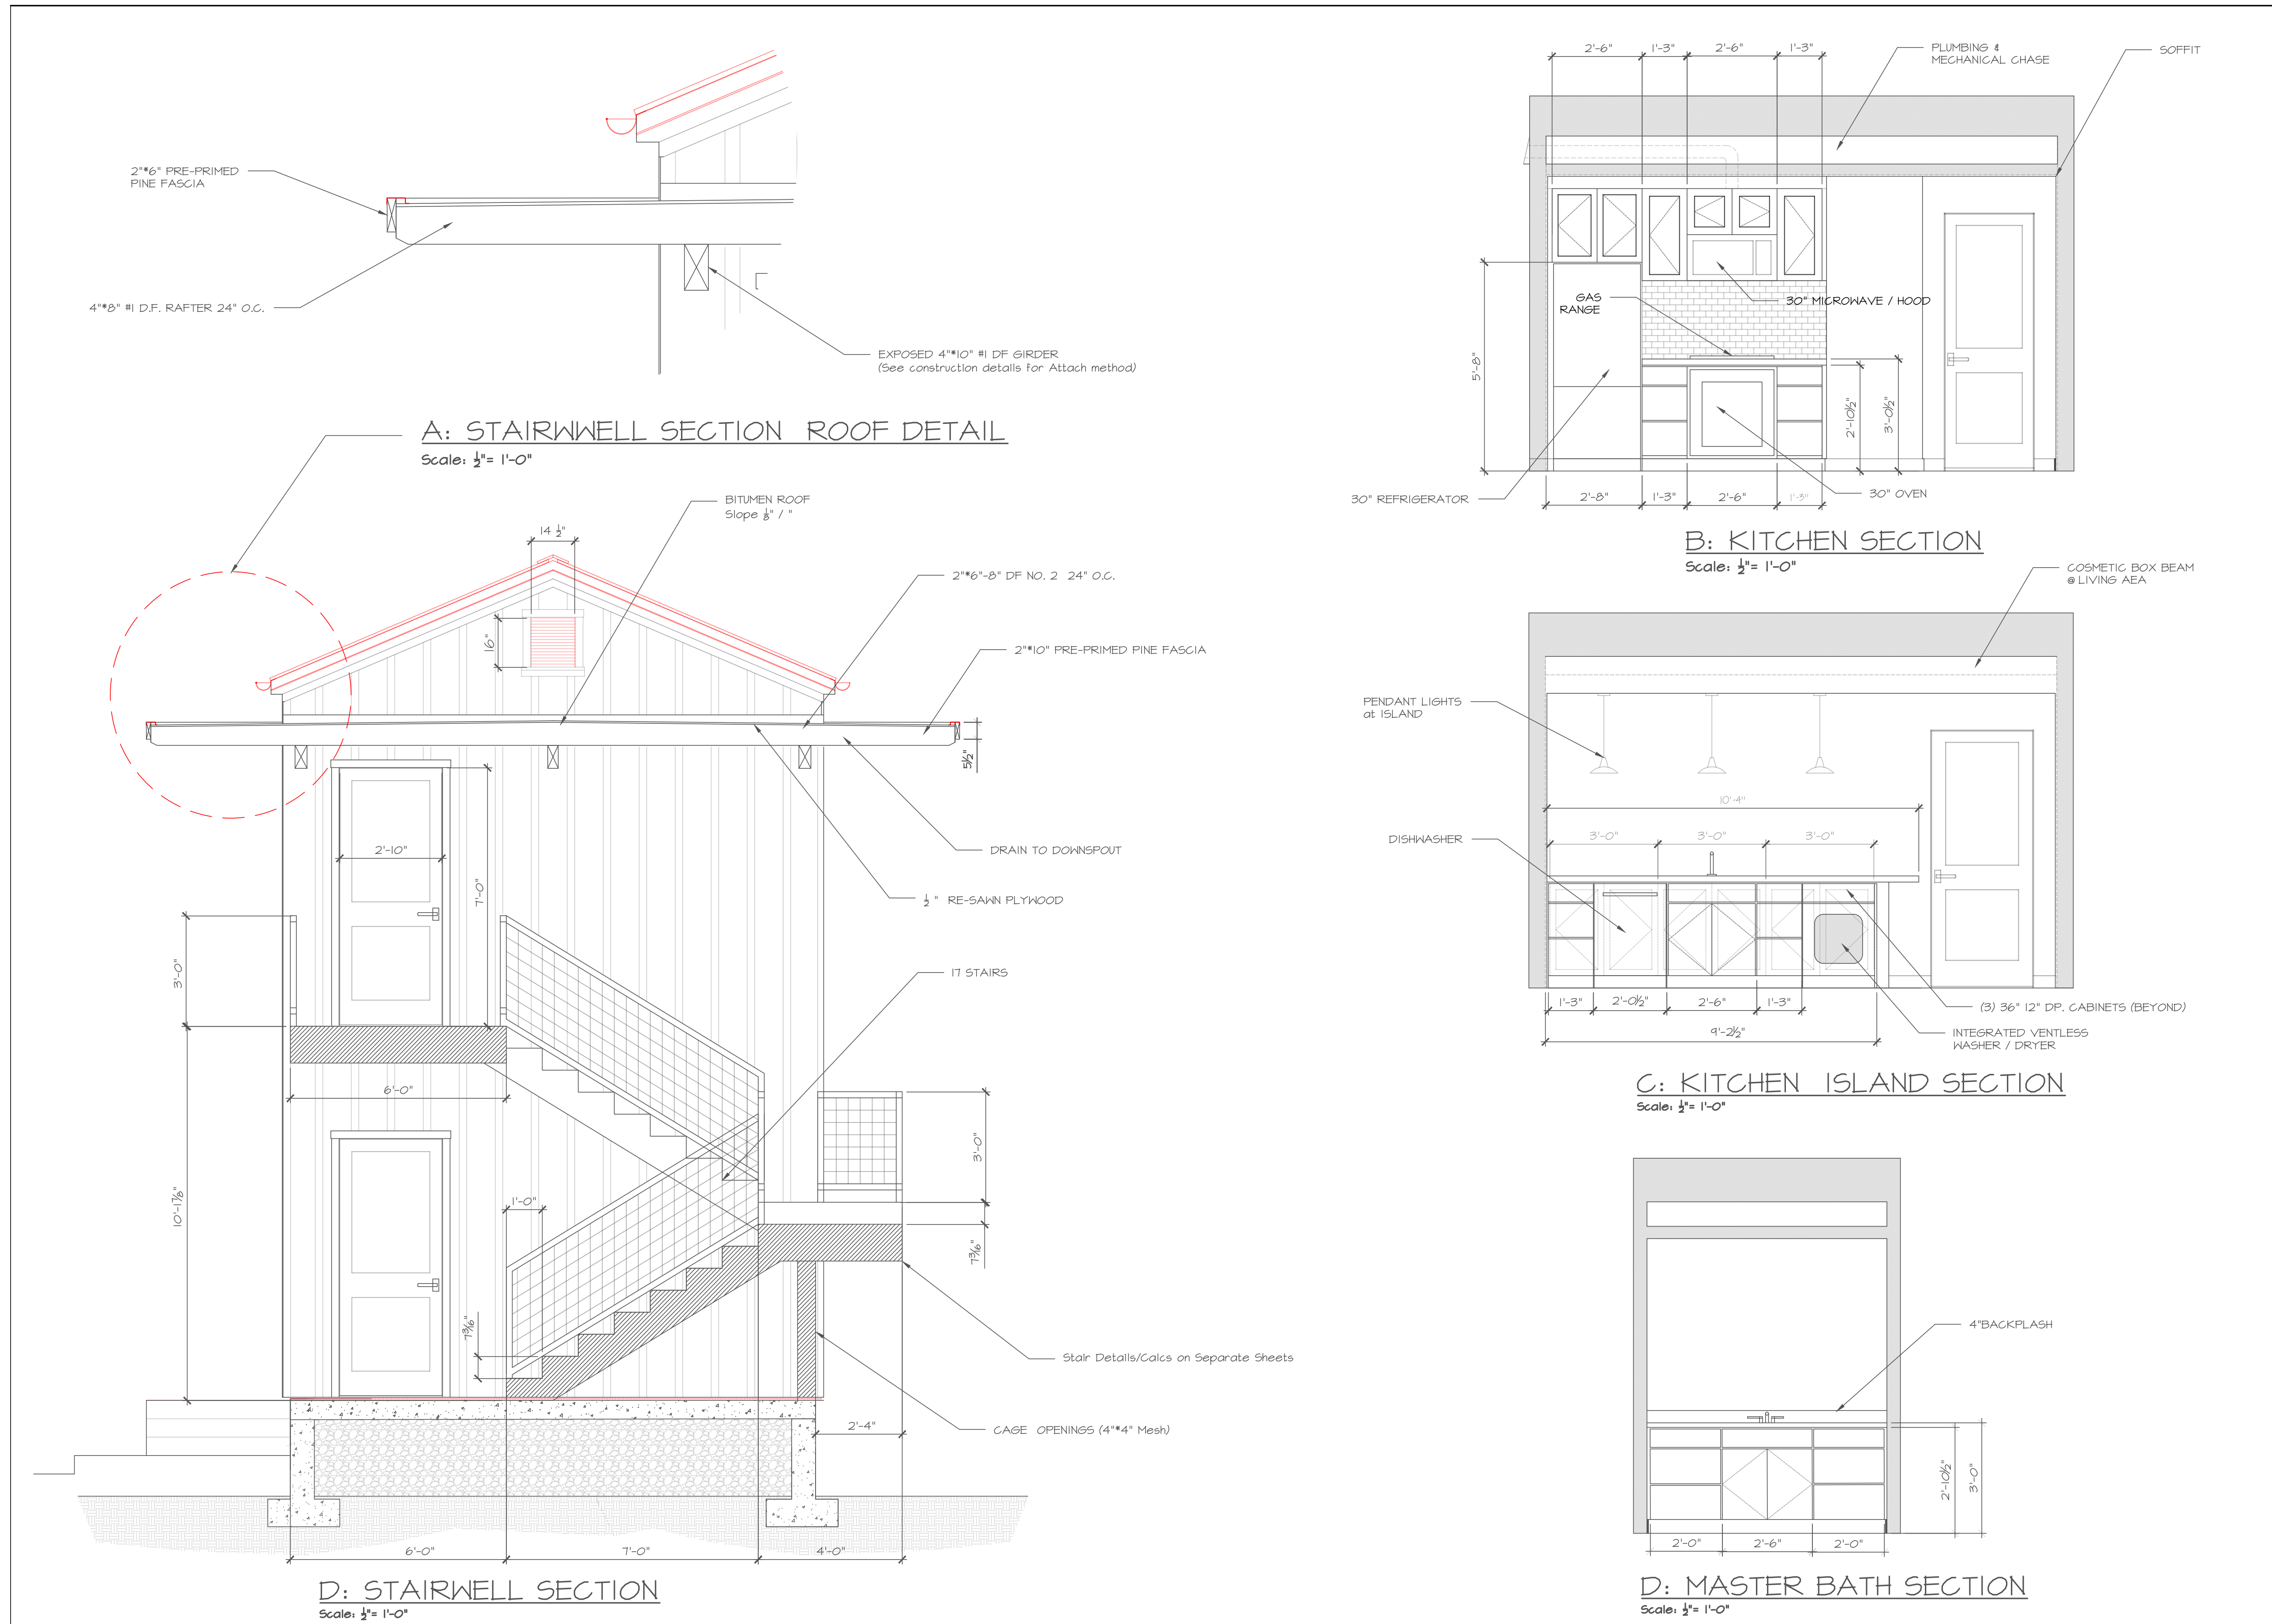 2"*6" PRE-PRIMED
PINE FASCIA
4"*8" #1 D.F. RAFTER 24" O.C.
EXPOSED 4"*10" #1 DF GIRDER
(See construction details for Attach method)
A: STAIRWWELL SECTION ROOF DETAIL
Scale: ½"= 1'-0"
BITUMEN ROOF
Slope ⅛" / "
14 ½"
2"*6"-8" DF NO. 2 24" O.C.
16"
2"*10" PRE-PRIMED PINE FASCIA
5½"
2'-10"
7'-0"
DRAIN TO DOWNSPOUT
½ " RE-SAWN PLYWOOD
3'-0"
17 STAIRS
6'-0"
3'-0"
10'-1⅞"
1'-0"
7³⁄₁₆"
7³⁄₁₆"
Stair Details/Calcs on Separate Sheets
CAGE OPENINGS (4"*4" Mesh)
2'-4"
6'-0"
7'-0"
4'-0"
D: STAIRWELL SECTION
Scale: ½"= 1'-0"
2'-6"
1'-3"
2'-6"
1'-3"
PLUMBING &
MECHANICAL CHASE
SOFFIT
GAS
RANGE
30" MICROWAVE / HOOD
5'-8"
2'-10½"
3'-0½"
30" REFRIGERATOR
2'-8"
1'-3"
2'-6"
1'-3"
30" OVEN
B: KITCHEN SECTION
Scale: ½"= 1'-0"
COSMETIC BOX BEAM
@ LIVING AEA
PENDANT LIGHTS
at ISLAND
10'-4"
DISHWASHER
3'-0"
3'-0"
3'-0"
1'-3"
2'-0½"
2'-6"
1'-3"
9'-2½"
(3) 36" 12" DP. CABINETS (BEYOND)
INTEGRATED VENTLESS
WASHER / DRYER
C: KITCHEN ISLAND SECTION
Scale: ½"= 1'-0"
4"BACKPLASH
2'-10½"
3'-0"
2'-0"
2'-6"
2'-0"
D: MASTER BATH SECTION
Scale: ½"= 1'-0"